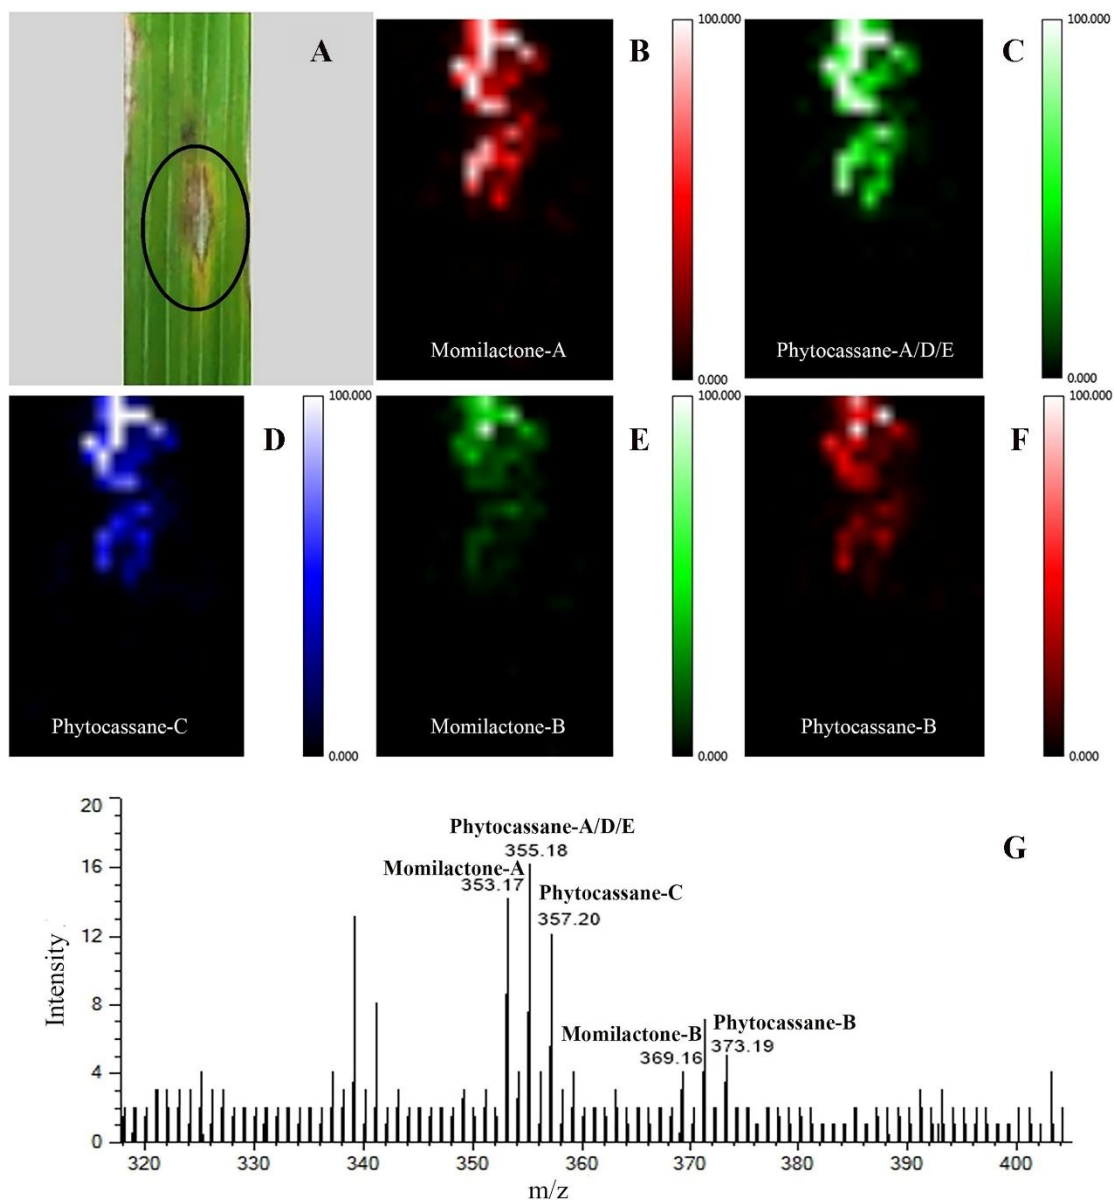 A
B
100.000
0.000
Momilactone-A
C
100.000
0.000
Phytocassane-A/D/E
D
100.000
0.000
Phytocassane-C
E
100.000
0.000
Momilactone-B
F
100.000
0.000
Phytocassane-B
G
20
16
12
8
4
0
Intensity
Phytocassane-A/D/E
355.18
Momilactone-A
353.17
Phytocassane-C
357.20
Momilactone-B
369.16
Phytocassane-B
373.19
320 330 340 350 360 370 380 390 400
m/z